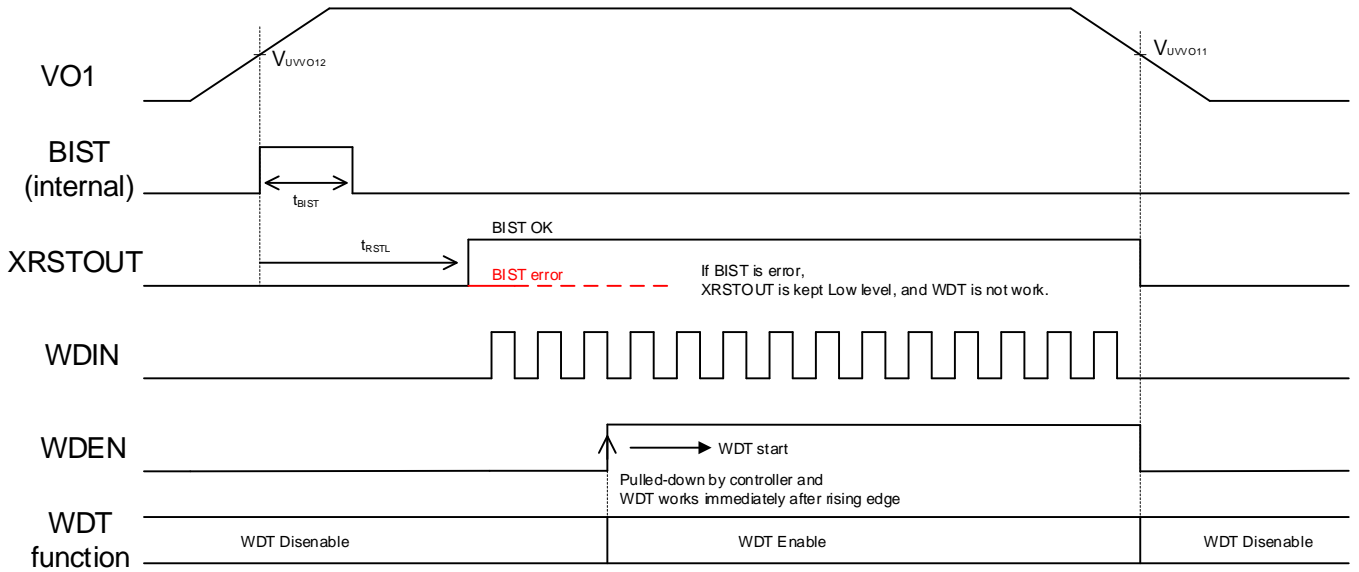 VUVVO12
VUVVO11
VO1
BIST
(internal)
tBIST
BIST OK
tRSTL
XRSTOUT
BIST error
If BIST is error,
XRSTOUT is kept Low level, and WDT is not work.
WDIN
WDEN
WDT start
Pulled-down by controller and
WDT works immediately after rising edge
WDT
function
WDT Disenable
WDT Enable
WDT Disenable